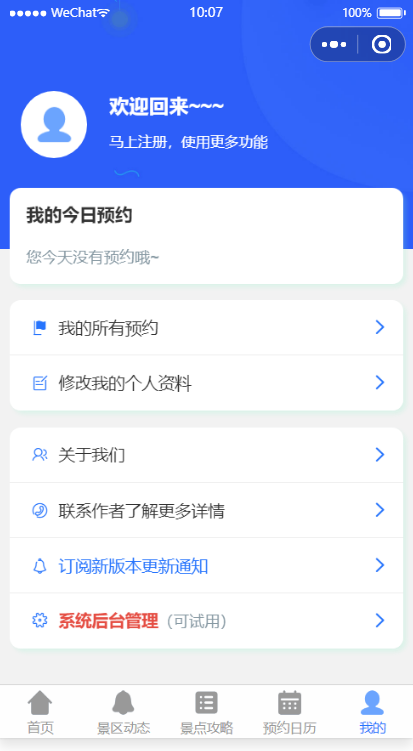 WeChat 10:07 100%
欢迎回来~~~
马上注册，使用更多功能
我的今日预约
您今天没有预约哦~
我的所有预约
修改我的个人资料
关于我们
联系作者了解更多详情
订阅新版本更新通知
系统后台管理（可试用）
首页 景区动态 景点攻略 预约日历 我的